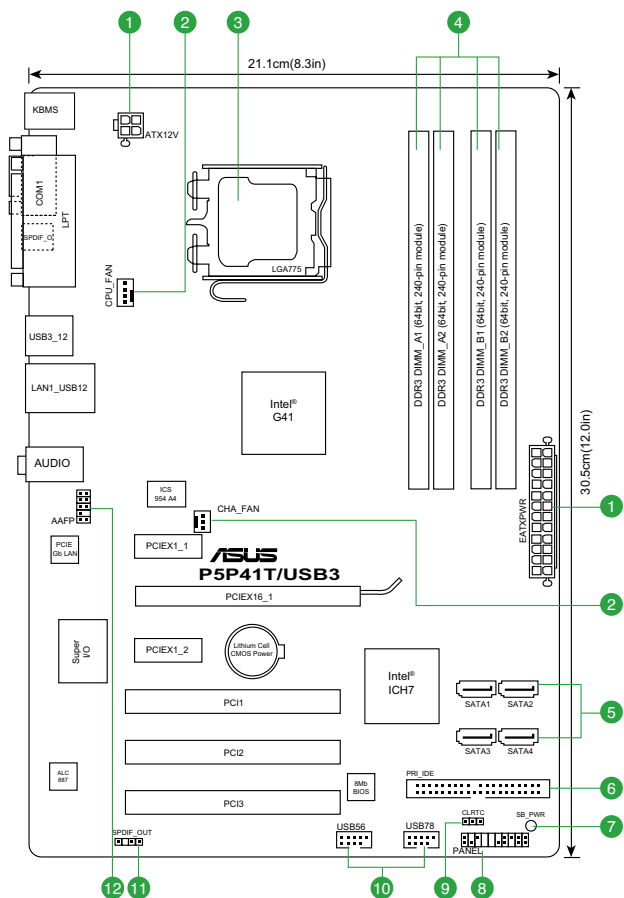 1
2
3
4
21.1cm(8.3in)
KBMS
ATX12V
COM1
LPT
SPDIF_O
CPU_FAN
LGA775
DDR3 DIMM_A1 (64bit, 240-pin module)
DDR3 DIMM_A2 (64bit, 240-pin module)
DDR3 DIMM_B1 (64bit, 240-pin module)
DDR3 DIMM_B2 (64bit, 240-pin module)
USB3_12
LAN1_USB12
Intel®
G41
30.5cm(12.0in)
AUDIO
ICS
954 A4
CHA_FAN
EATXPWR
1
AAFP
PCIE
Gb LAN
PCIEX1_1
ASUS
P5P41T/USB3
PCIEX16_1
2
Super
I/O
PCIEX1_2
Lithium Cell
CMOS Power
Intel®
ICH7
SATA1
SATA2
5
PCI1
SATA3
SATA4
PCI2
ALC
887
8Mb
BIOS
PRI_IDE
6
PCI3
CLRTC
SB_PWR
7
SPDIF_OUT
USB56
USB78
PANEL
12
11
10
9
8